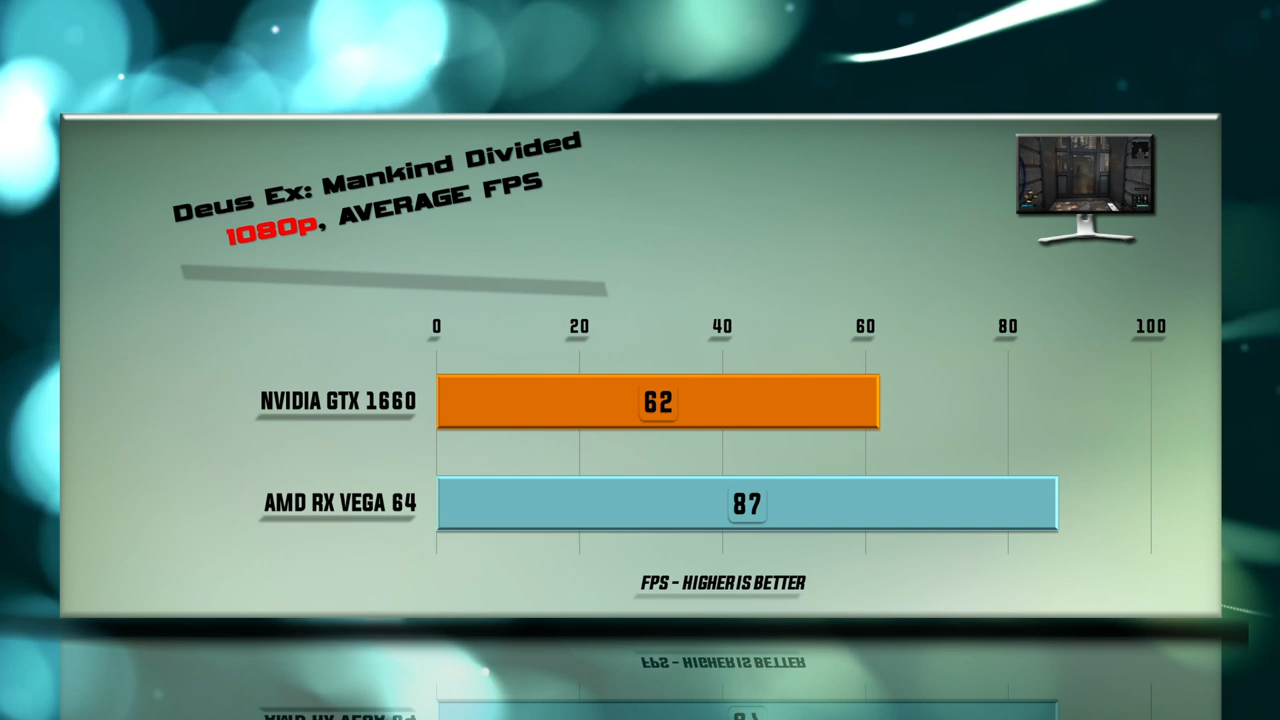 Deus Ex: Mankind Divided
1080p, AVERAGE FPS
0 20 40 60 80 100
NVIDIA GTX 1660
62
AMD RX VEGA 64
87
FPS - HIGHER IS BETTER